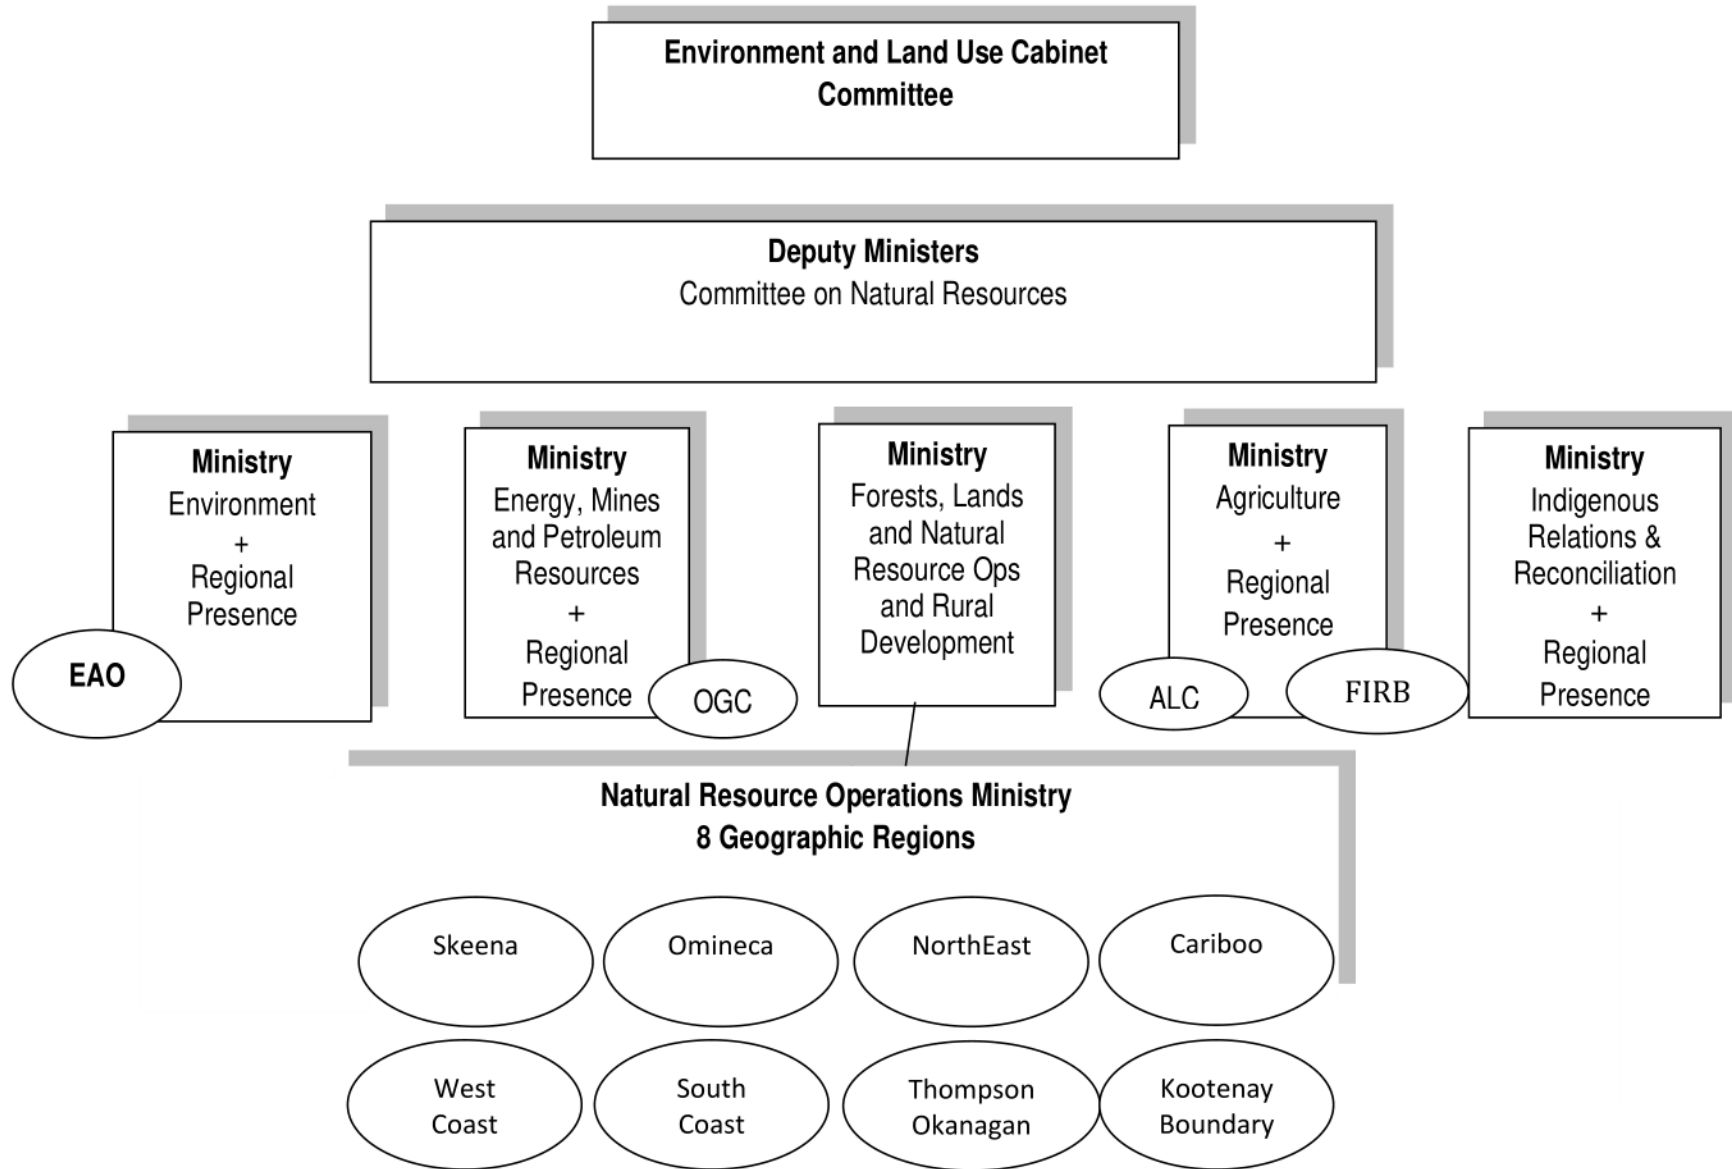 Environment and Land Use Cabinet
Committee
Deputy Ministers
Committee on Natural Resources
Ministry
Environment
+
Regional
Presence
EAO
Ministry
Energy, Mines
and Petroleum
Resources
+
Regional
Presence
OGC
Ministry
Forests, Lands
and Natural
Resource Ops
and Rural
Development
Ministry
Agriculture
+
Regional
Presence
ALC
FIRB
Ministry
Indigenous
Relations &
Reconciliation
+
Regional
Presence
Natural Resource Operations Ministry
8 Geographic Regions
Skeena
Omineca
NorthEast
Cariboo
West
Coast
South
Coast
Thompson
Okanagan
Kootenay
Boundary